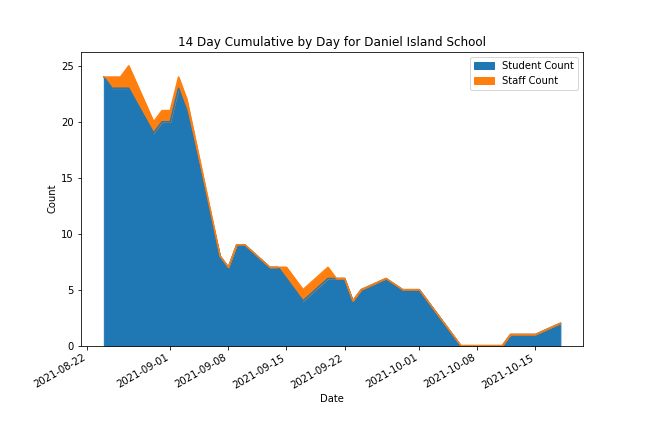 14 Day Cumulative by Day for Daniel Island School
Student Count
Staff Count
25
20
15
10
5
0
Count
2021-08-22
2021-09-01
2021-09-08
2021-09-15
2021-09-22
2021-10-01
2021-10-08
2021-10-15
Date